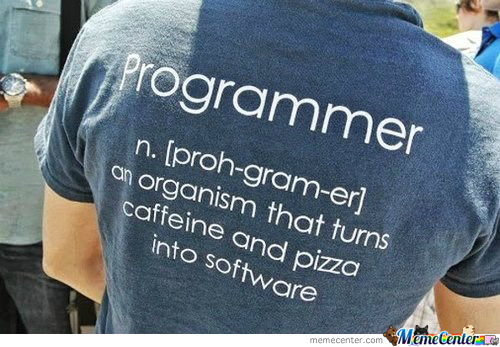 Programmer
n. [proh-gram-er]
an organism that turns
caffeine and pizza
into software
memecenter.com
MemeCenter